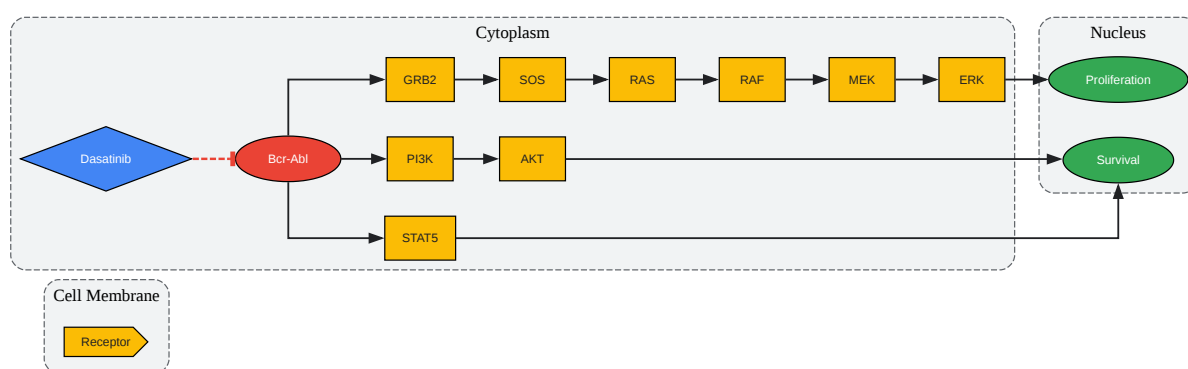 Cytoplasm
Nucleus
GRB2
SOS
RAS
RAF
MEK
ERK
Proliferation
Dasatinib
Bcr-Abl
PI3K
AKT
Survival
STAT5
Cell Membrane
Receptor